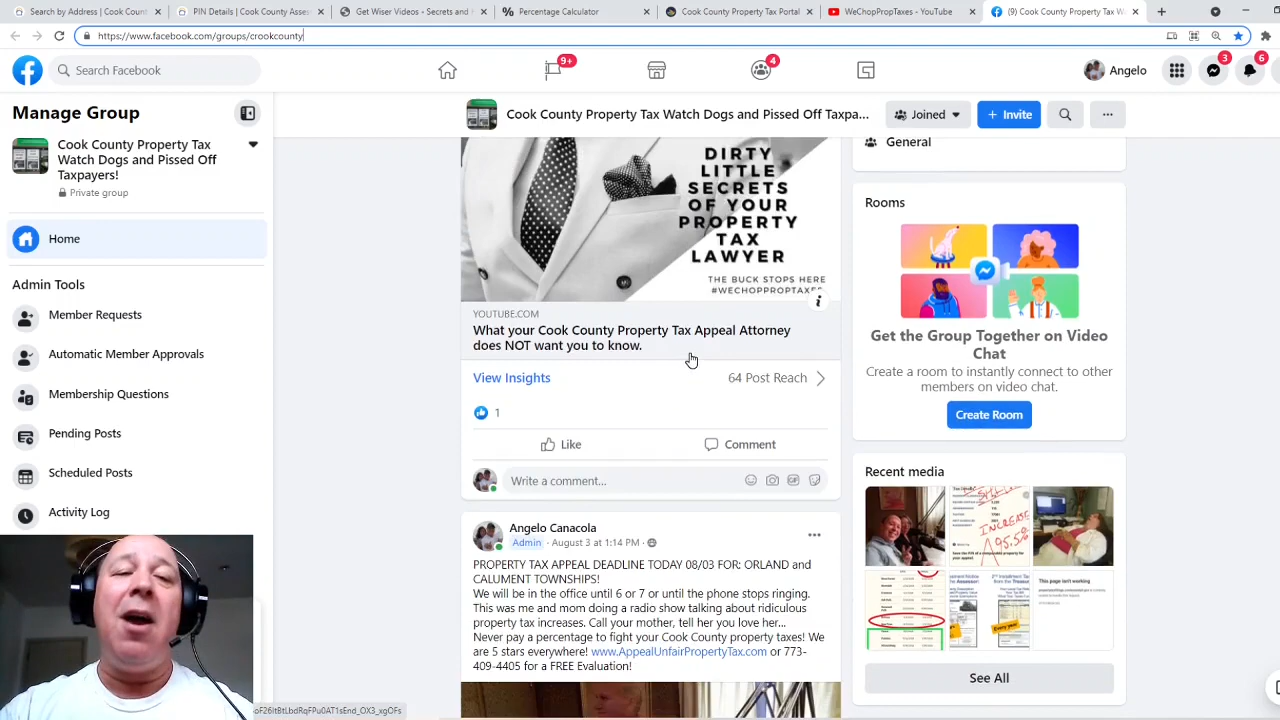 Search by Address | Cook Count
PIN Details | Cook County Asses
Get Wiser Videos - Secrets and
Percentage Calculator
Cook County Property Tax Portal
WeChopPropTaxes - YouTube
(9) Cook County Property Tax W
https://www.facebook.com/groups/crookcounty
Search Facebook
9+
4
Angelo
3
6
Manage Group
Cook County Property Tax
Watch Dogs and Pissed Off
Taxpayers!
Private group
Home
Admin Tools
Member Requests
Automatic Member Approvals
Membership Questions
Pending Posts
Scheduled Posts
Activity Log
Cook County Property Tax Watch Dogs and Pissed Off Taxpa...
Joined
+ Invite
DIRTY
LITTLE
SECRETS
OF YOUR
PROPERTY
TAX
LAWYER
THE BUCK STOPS HERE
#WECHOPPROPTAXES
YOUTUBE.COM
What your Cook County Property Tax Appeal Attorney
does NOT want you to know.
View Insights
64 Post Reach
1
Like
Comment
Write a comment...
Angelo Canacola
Admin · August 3 at 1:14 PM ·
PROPERTY APPEAL DEADLINE TODAY 08/03 FOR: ORLAND and
CALUMENT TOWNSHIPS!
We will be in the office until 6 or 7 or until phones stop ringing.
This was me and mom doing a radio show talking about ridiculous
property tax increases. Call your mother, tell her you love her...
Never pay a percentage to fight your Cook County property taxes! We
are 5 stars everywhere! www.AppealUnfairPropertyTax.com or 773-
409-4405 for a FREE Evaluation!
General
Rooms
Get the Group Together on Video
Chat
Create a room to instantly connect to other
members on video chat.
Create Room
Recent media
INCREASE
95.5%
This page isn't working
Every year
See All